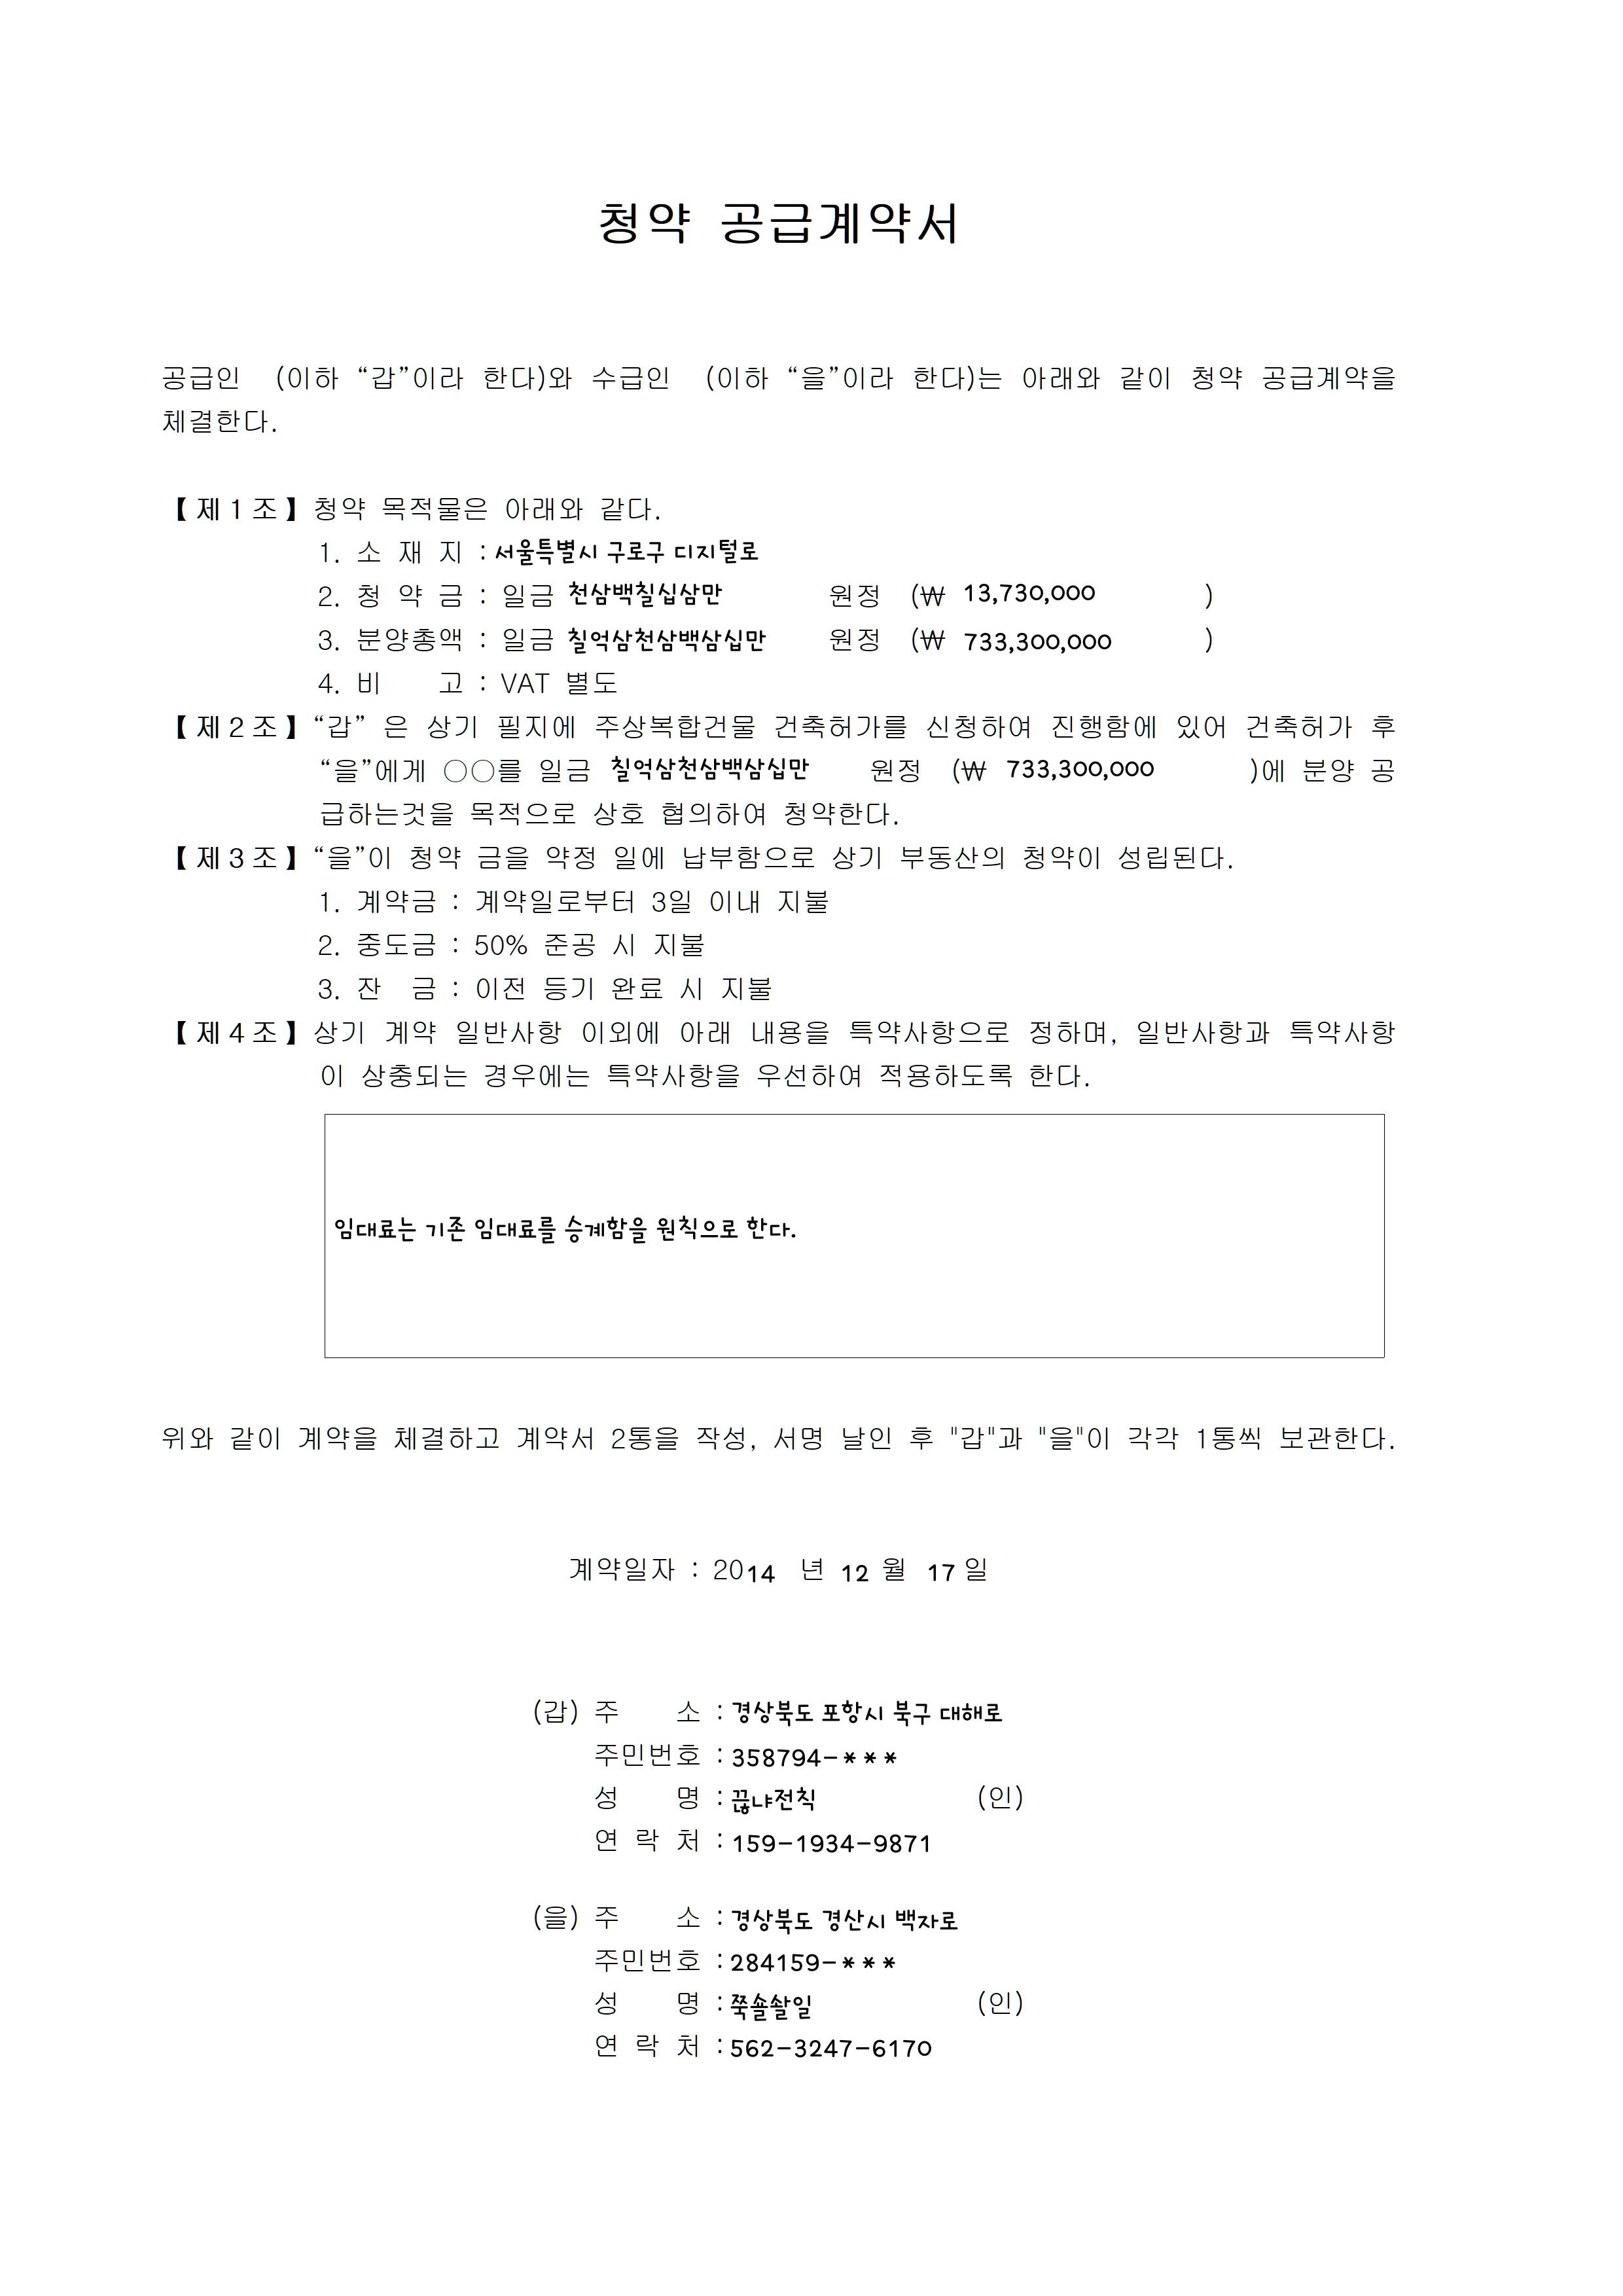 청약 공급계약서
공급인 (이하 “갑”이라 한다)와 수급인 (이하 “을”이라 한다)는 아래와 같이 청약 공급계약을
체결한다.
【제1조】 청약 목적물은 아래와 같다.
1. 소 재 지 : 서울특별시 구로구 디지털로
2. 청 약 금 : 일금 천삼백칠십삼만 원정 (₩ 13,730,000 )
3. 분양총액 : 일금 칠억삼천삼백삼십만 원정 (₩ 733,300,000 )
4. 비 고 : VAT 별도
【제2조】 “갑” 은 상기 필지에 주상복합건물 건축허가를 신청하여 진행함에 있어 건축허가 후
“을”에게 ○○를 일금 칠억삼천삼백삼십만 원정 (₩ 733,300,000 )에 분양 공
급하는것을 목적으로 상호 협의하여 청약한다.
【제3조】 “을”이 청약 금을 약정 일에 납부함으로 상기 부동산의 청약이 성립된다.
1. 계약금 : 계약일로부터 3일 이내 지불
2. 중도금 : 50% 준공 시 지불
3. 잔 금 : 이전 등기 완료 시 지불
【제4조】 상기 계약 일반사항 이외에 아래 내용을 특약사항으로 정하며, 일반사항과 특약사항
이 상충되는 경우에는 특약사항을 우선하여 적용하도록 한다.
임대료는 기존 임대료를 승계함을 원칙으로 한다.
위와 같이 계약을 체결하고 계약서 2통을 작성, 서명 날인 후 "갑"과 "을"이 각각 1통씩 보관한다.
계약일자 : 2014 년 12 월 17 일
(갑) 주 소 : 경상북도 포항시 북구 대해로
주민번호 : 358794-***
성 명 : 끊냐전칙 (인)
연 락 처 : 159-1934-9871
(을) 주 소 : 경상북도 경산시 백자로
주민번호 : 284159-***
성 명 : 쭉솔솰일 (인)
연 락 처 : 562-3247-6170